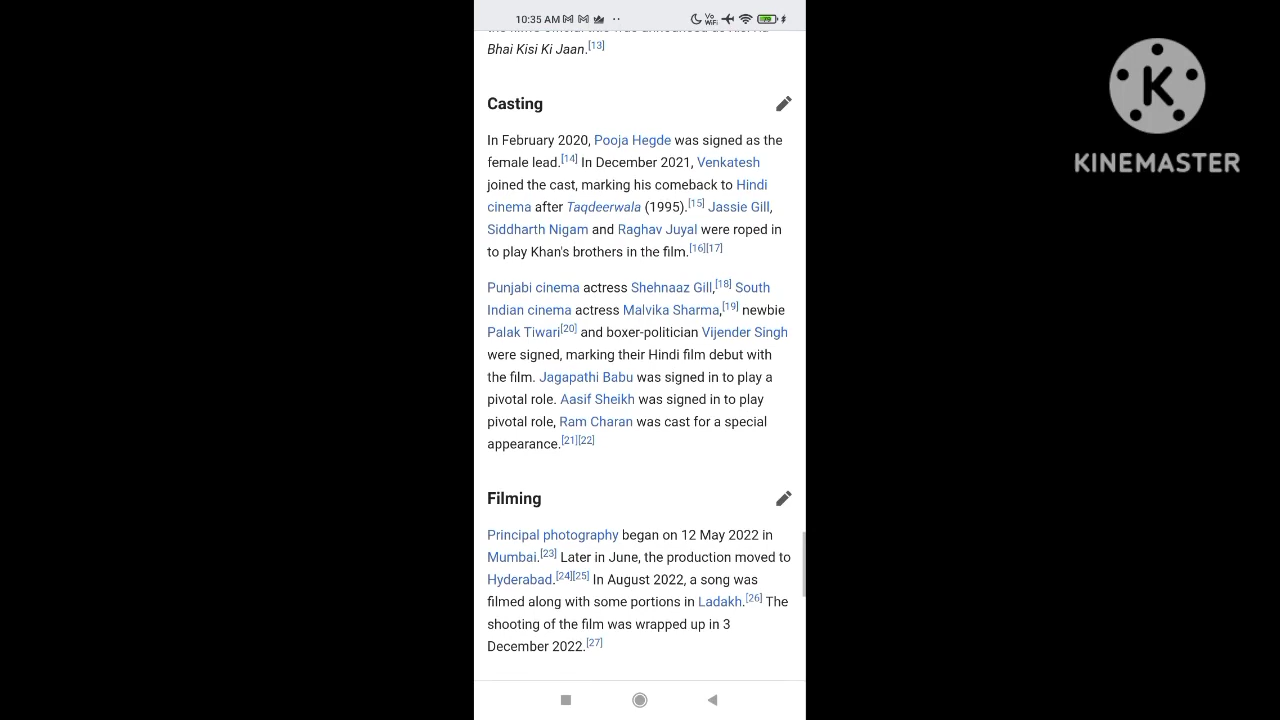 10:35 AM
Vo
WiFi
79
Bhai Kisi Ki Jaan.[13]
Casting
In February 2020, Pooja Hegde was signed as the
female lead.[14] In December 2021, Venkatesh
joined the cast, marking his comeback to Hindi
cinema after Taqdeerwala (1995).[15] Jassie Gill,
Siddharth Nigam and Raghav Juyal were roped in
to play Khan's brothers in the film.[16][17]
Punjabi cinema actress Shehnaaz Gill,[18] South
Indian cinema actress Malvika Sharma,[19] newbie
Palak Tiwari[20] and boxer-politician Vijender Singh
were signed, marking their Hindi film debut with
the film. Jagapathi Babu was signed in to play a
pivotal role. Aasif Sheikh was signed in to play
pivotal role, Ram Charan was cast for a special
appearance.[21][22]
Filming
Principal photography began on 12 May 2022 in
Mumbai.[23] Later in June, the production moved to
Hyderabad.[24][25] In August 2022, a song was
filmed along with some portions in Ladakh.[26] The
shooting of the film was wrapped up in 3
December 2022.[27]
K
KINEMASTER